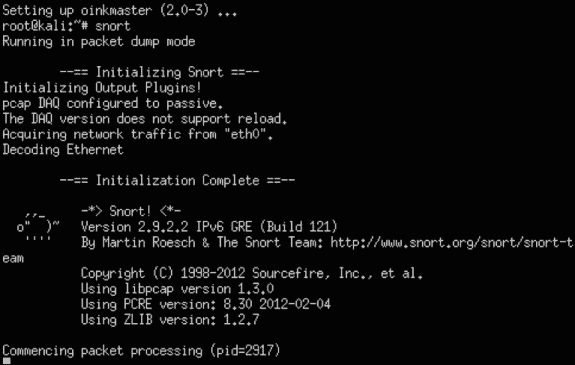 Setting up oinkmaster (2.0-3) ...
root@kali:~# snort
Running in packet dump mode
--== Initializing Snort ==--
Initializing Output Plugins!
pcap DAQ configured to passive.
The DAQ version does not support reload.
Acquiring network traffic from "eth0".
Decoding Ethernet
--== Initialization Complete ==--
,,_ -*> Snort! <*-
o" )~ Version 2.9.2.2 IPv6 GRE (Build 121)
'''' By Martin Roesch & The Snort Team: http://www.snort.org/snort/snort-t
eam
Copyright (C) 1998-2012 Sourcefire, Inc., et al.
Using libpcap version 1.3.0
Using PCRE version: 8.30 2012-02-04
Using ZLIB version: 1.2.7
Commencing packet processing (pid=2917)